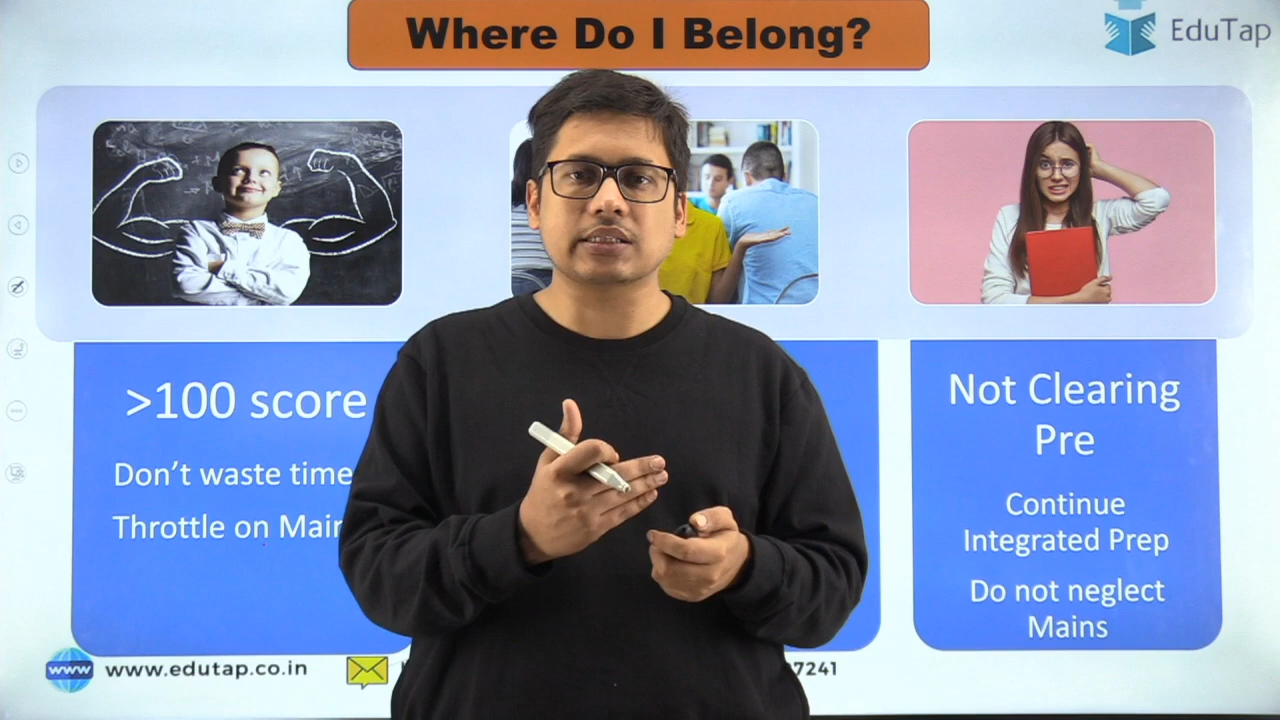 Where Do I Belong?
EduTap
>100 score
Don't waste time
Throttle on
Not Clearing
Pre
Continue
Integrated Prep
Do not neglect
Mains
www
www.edutap.co.in
7241